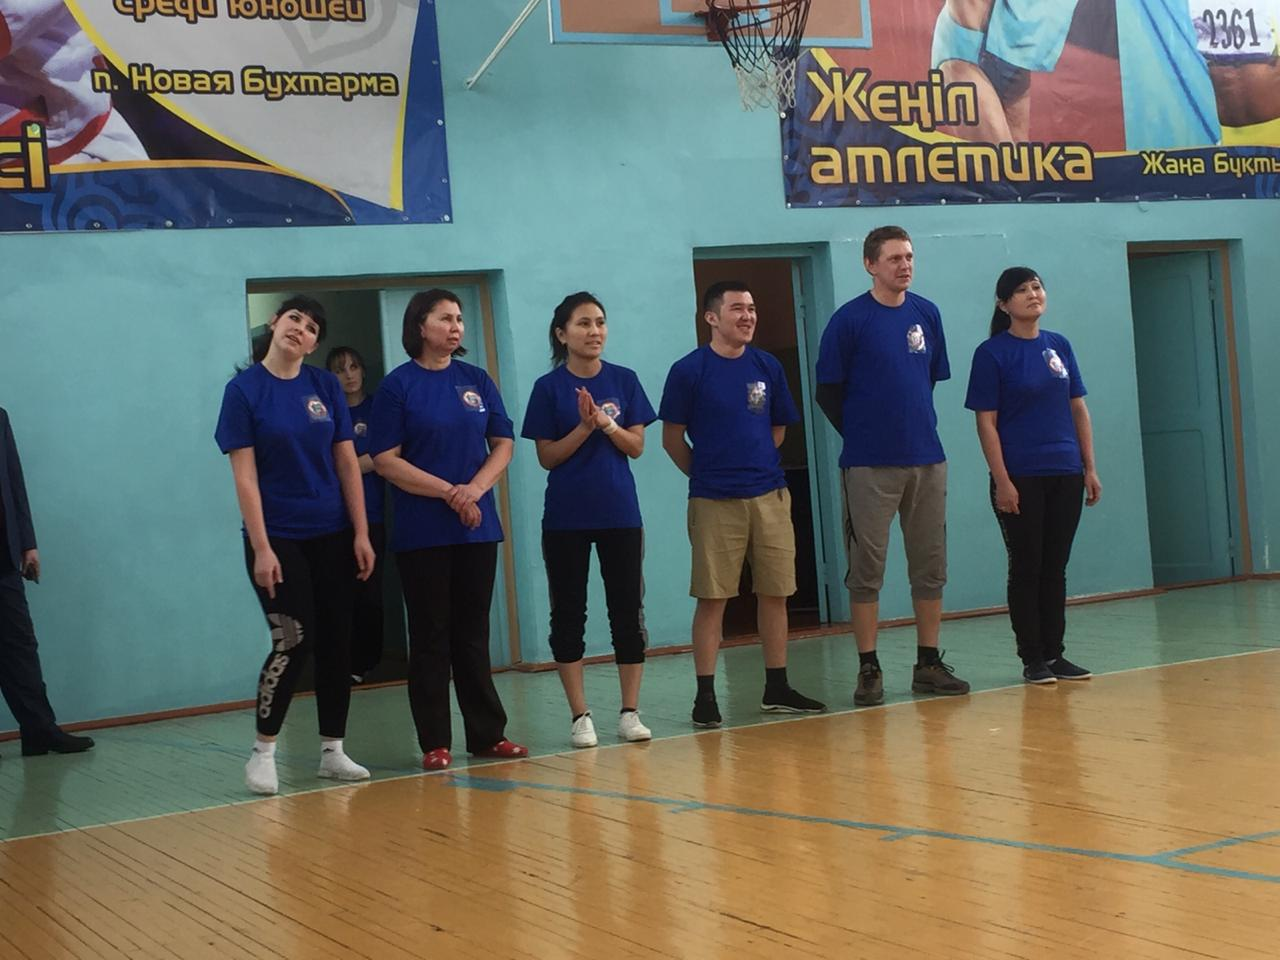 среди юношей
п. Новая Бухтарма
2361
Жеңіл
атлетика
Жаңа Бұқты
adidas